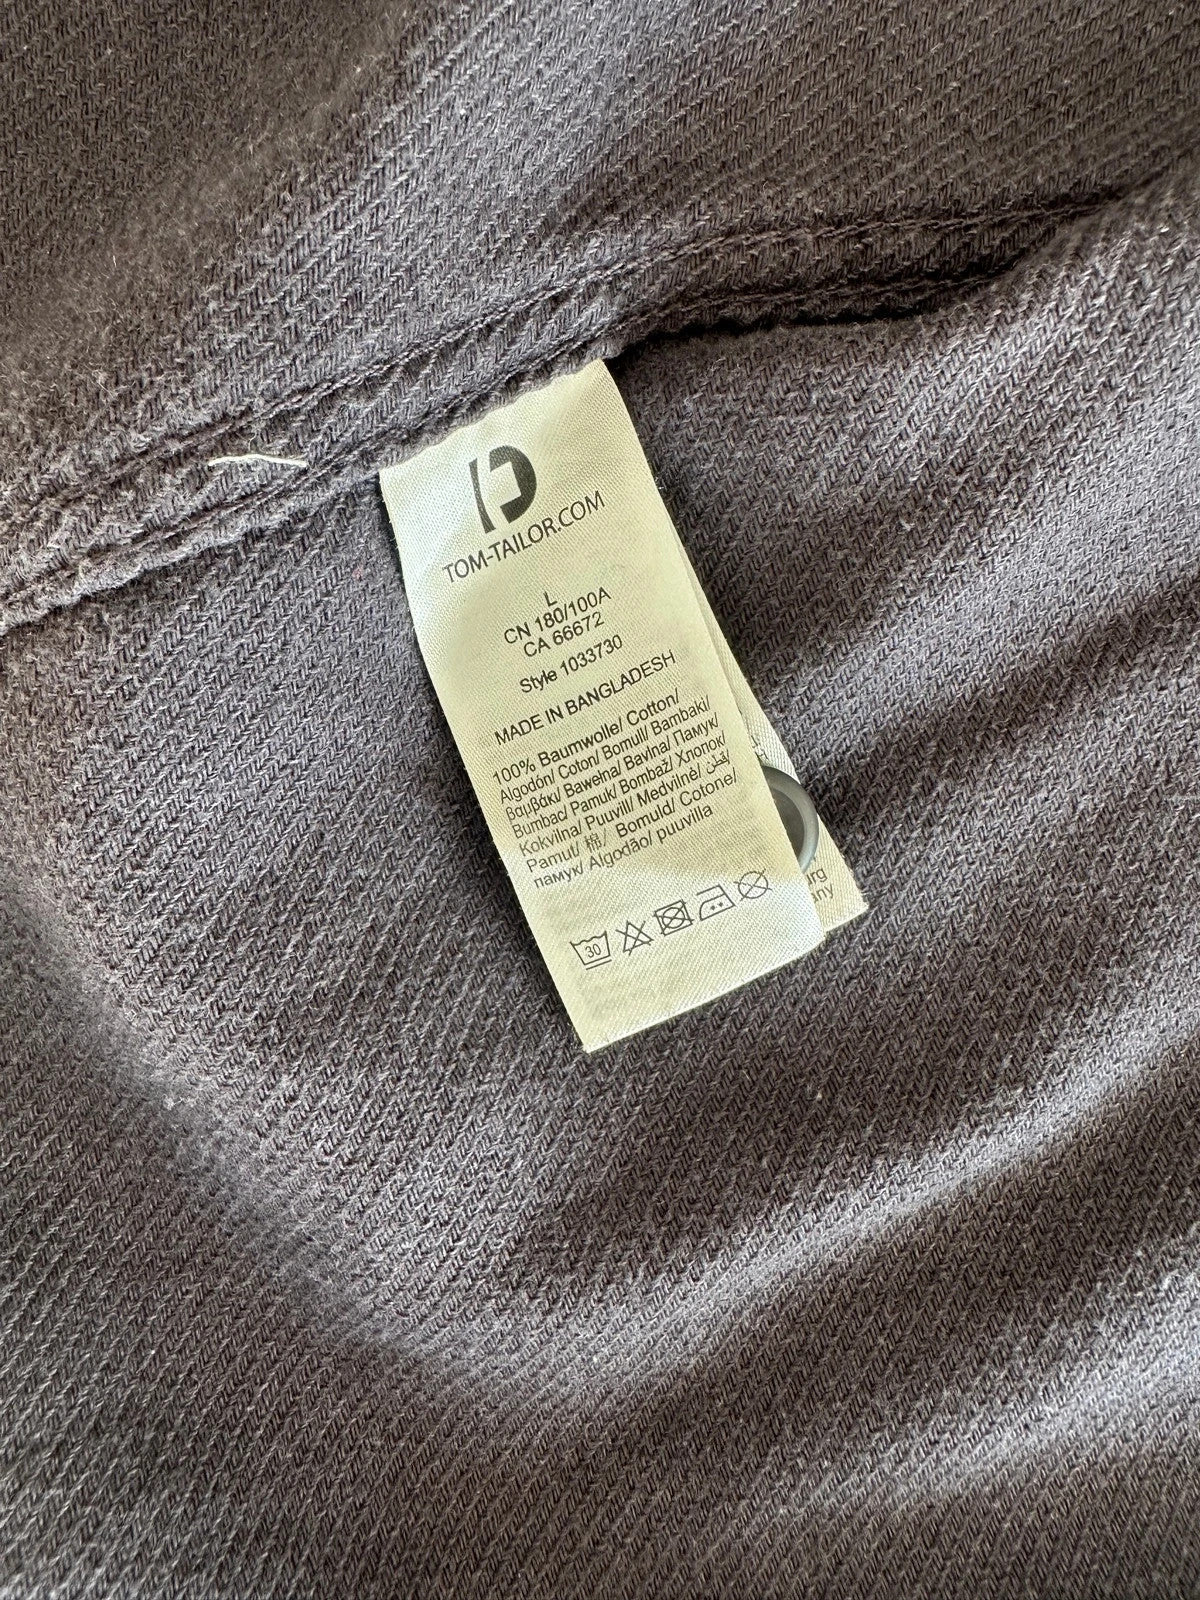 TOM-TAILOR.COM
L
CN 180/100A
CA 66672
Style 1033730
MADE IN BANGLADESH
100% Baumwolle/ Cotton/
Algodón/ Coton/ Bomull/ Bambaki/
βαμβάκι/ Bawełna/ Bavlna/ Памук/
Bumbac/ Pamuk/ Bombaž/ Хлопок/
Kokvilna/ Puuvill/ Medvilnė/ قطن/
Pamut/ 棉/ Bomuld/ Cotone/
памук/ Algodão/ puuvilla
30